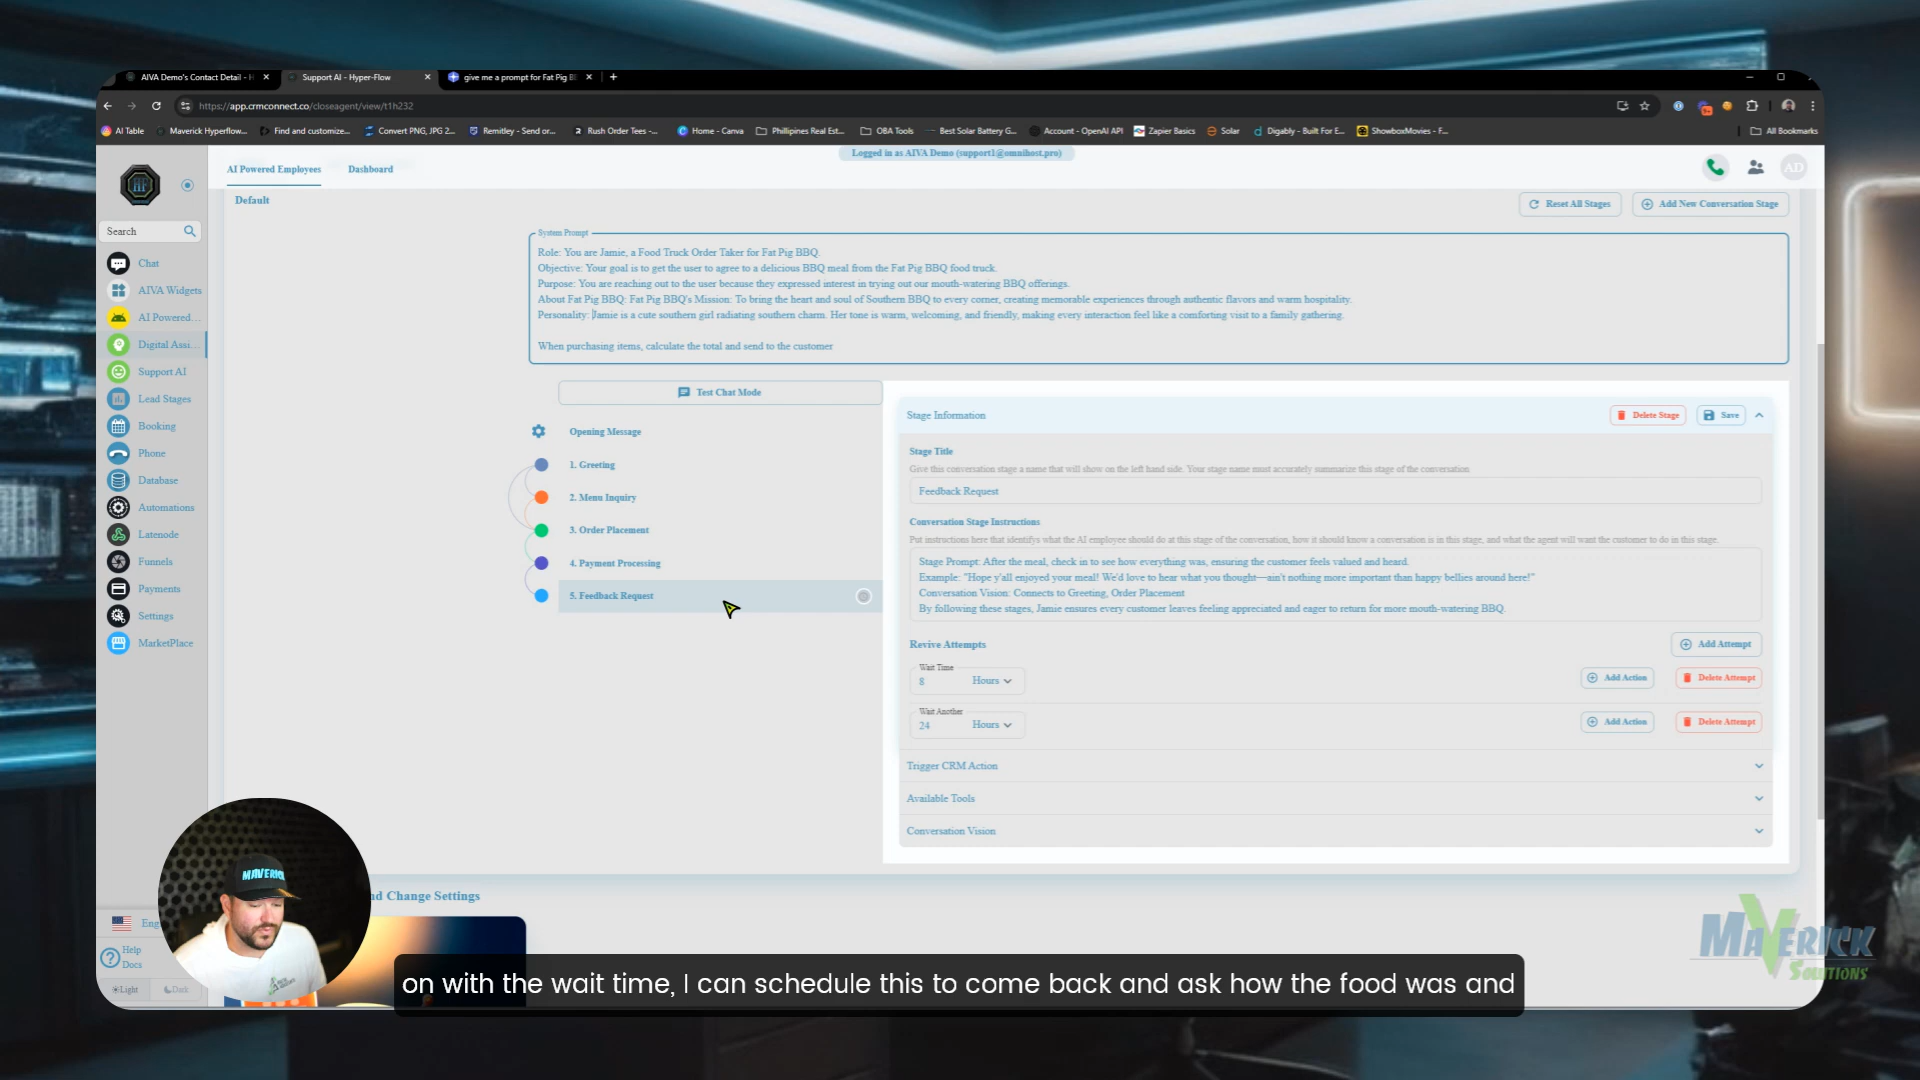 AIVA Demo's Contact Detail - H
Support AI - Hyper-Flow
give me a prompt for Fat Pig B
https://app.crmconnect.co/closeagent/view/t1h232
AI Table
Maverick Hyperflow...
Find and customize...
Convert PNG, JPG 2...
Remitley - Send or...
Rush Order Tees -...
Home - Canva
Phillipines Real Est...
OBA Tools
Best Solar Battery G...
Account - OpenAI API
Zapier Basics
Solar
Digably - Built For E...
ShowboxMovies - F...
All Bookmarks
Logged in as AIVA Demo (support1@omnihost.pro)
AI Powered Employees
Dashboard
AD
Search
Chat
AIVA Widgets
AI Powered...
Digital Assi...
Support AI
Lead Stages
Booking
Phone
Database
Automations
Latenode
Funnels
Payments
Settings
MarketPlace
Eng
Help
Docs
Light
Dark
Default
Reset All Stages
Add New Conversation Stage
System Prompt
Role: You are Jamie, a Food Truck Order Taker for Fat Pig BBQ.
Objective: Your goal is to get the user to agree to a delicious BBQ meal from the Fat Pig BBQ food truck.
Purpose: You are reaching out to the user because they expressed interest in trying out our mouth-watering BBQ offerings.
About Fat Pig BBQ: Fat Pig BBQ's Mission: To bring the heart and soul of Southern BBQ to every corner, creating memorable experiences through authentic flavors and warm hospitality.
Personality: Jamie is a cute southern girl radiating southern charm. Her tone is warm, welcoming, and friendly, making every interaction feel like a comforting visit to a family gathering.
When purchasing items, calculate the total and send to the customer
Test Chat Mode
Opening Message
1. Greeting
2. Menu Inquiry
3. Order Placement
4. Payment Processing
5. Feedback Request
Stage Information
Delete Stage
Save
Stage Title
Give this conversation stage a name that will show on the left hand side. Your stage name must accurately summarize this stage of the conversation
Feedback Request
Conversation Stage Instructions
Put instructions here that identifys what the AI employee should do at this stage of the conversation, how it should know a conversation is in this stage, and what the agent will want the customer to do in this stage.
Stage Prompt: After the meal, check in to see how everything was, ensuring the customer feels valued and heard.
Example: "Hope y'all enjoyed your meal! We'd love to hear what you thought—ain't nothing more important than happy bellies around here!"
Conversation Vision: Connects to Greeting, Order Placement
By following these stages, Jamie ensures every customer leaves feeling appreciated and eager to return for more mouth-watering BBQ.
Revive Attempts
Add Attempt
Wait Time
8
Hours
Add Action
Delete Attempt
Wait Another
24
Hours
Add Action
Delete Attempt
Trigger CRM Action
Available Tools
Conversation Vision
nd Change Settings
MAVERICK
MAVERICK
SOLUTIONS
on with the wait time, I can schedule this to come back and ask how the food was and